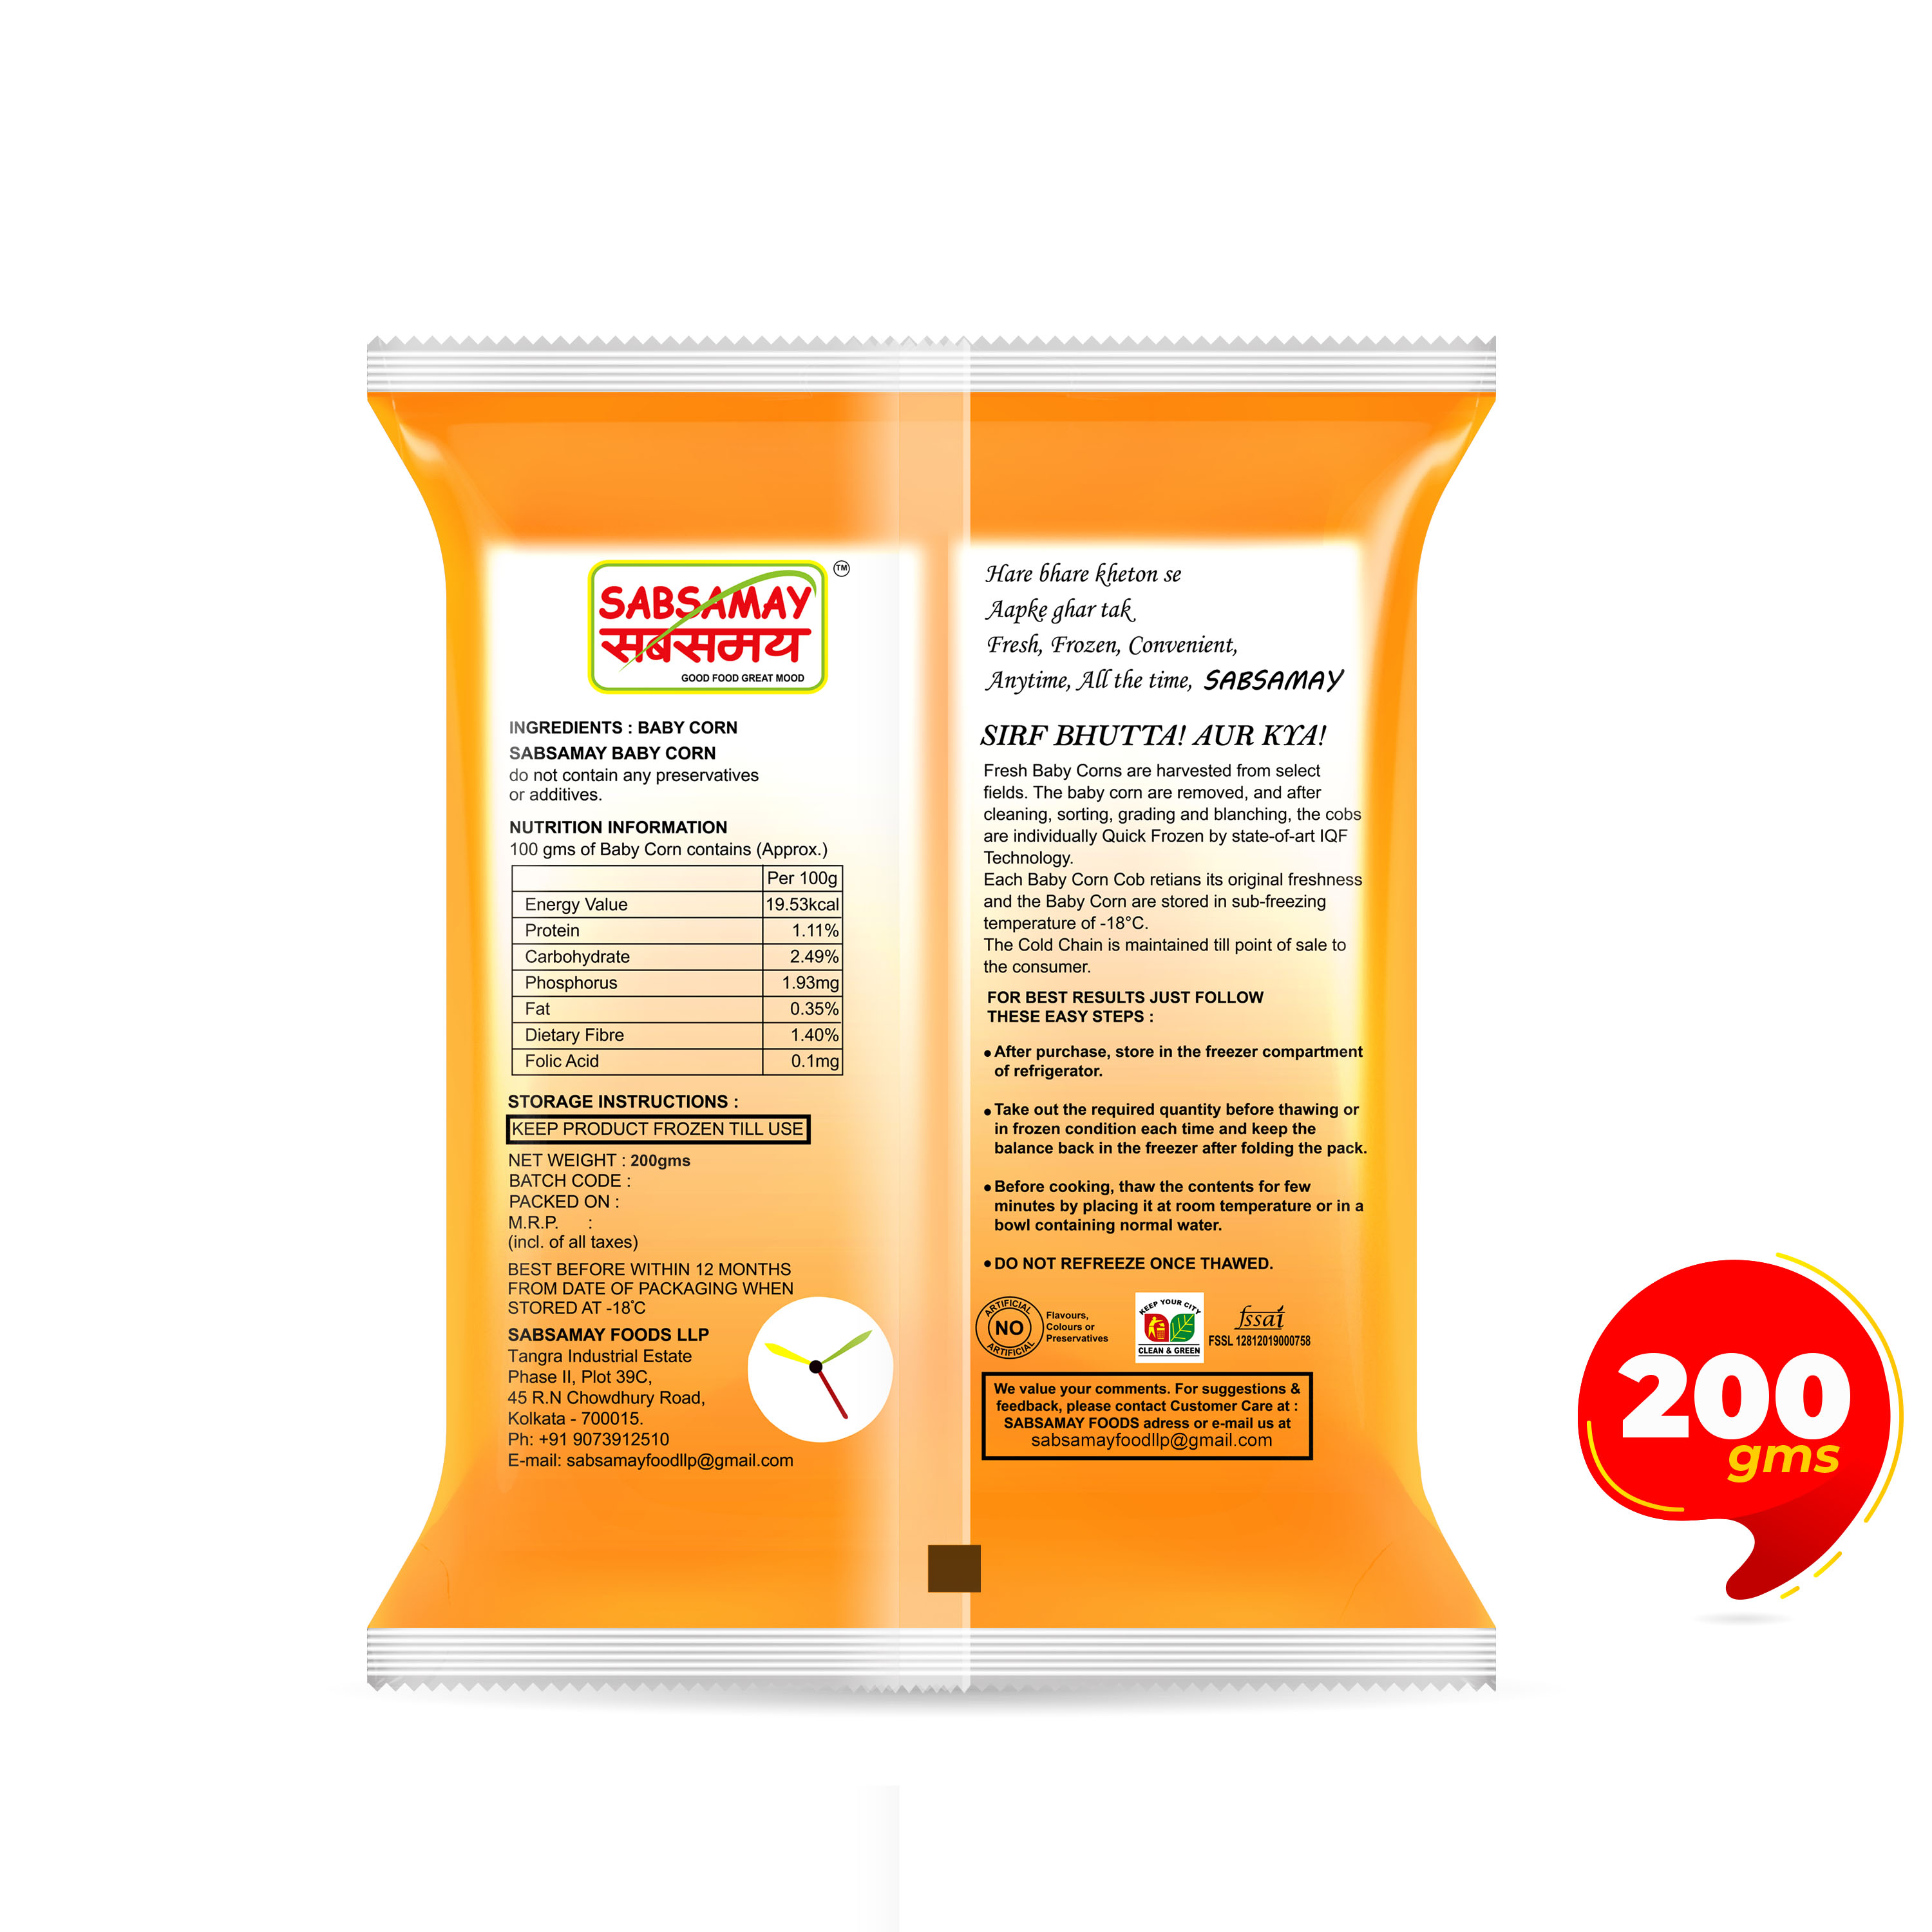 SABSAMAY
TM
सबसमय
GOOD FOOD GREAT MOOD
INGREDIENTS : BABY CORN
SABSAMAY BABY CORN
do not contain any preservatives
or additives.
NUTRITION INFORMATION
100 gms of Baby Corn contains (Approx.)
Per 100g
Energy Value 19.53kcal
Protein 1.11%
Carbohydrate 2.49%
Phosphorus 1.93mg
Fat 0.35%
Dietary Fibre 1.40%
Folic Acid 0.1mg
STORAGE INSTRUCTIONS :
KEEP PRODUCT FROZEN TILL USE
NET WEIGHT : 200gms
BATCH CODE :
PACKED ON :
M.R.P. :
(incl. of all taxes)
BEST BEFORE WITHIN 12 MONTHS
FROM DATE OF PACKAGING WHEN
STORED AT -18°C
SABSAMAY FOODS LLP
Tangra Industrial Estate
Phase II, Plot 39C,
45 R.N Chowdhury Road,
Kolkata - 700015.
Ph: +91 9073912510
E-mail: sabsamayfoodllp@gmail.com
Hare bhare kheton se
Aapke ghar tak
Fresh, Frozen, Convenient,
Anytime, All the time, SABSAMAY
SIRF BHUTTA! AUR KYA!
Fresh Baby Corns are harvested from select
fields. The baby corn are removed, and after
cleaning, sorting, grading and blanching, the cobs
are individually Quick Frozen by state-of-art IQF
Technology.
Each Baby Corn Cob retians its original freshness
and the Baby Corn are stored in sub-freezing
temperature of -18°C.
The Cold Chain is maintained till point of sale to
the consumer.
FOR BEST RESULTS JUST FOLLOW
THESE EASY STEPS :
• After purchase, store in the freezer compartment
of refrigerator.
• Take out the required quantity before thawing or
in frozen condition each time and keep the
balance back in the freezer after folding the pack.
• Before cooking, thaw the contents for few
minutes by placing it at room temperature or in a
bowl containing normal water.
• DO NOT REFREEZE ONCE THAWED.
ARTIFICIAL
NO
ARTIFICIAL
Flavours,
Colours or
Preservatives
KEEP YOUR CITY
CLEAN & GREEN
fssai
FSSL 12812019000758
We value your comments. For suggestions &
feedback, please contact Customer Care at :
SABSAMAY FOODS adress or e-mail us at
sabsamayfoodllp@gmail.com
200
gms